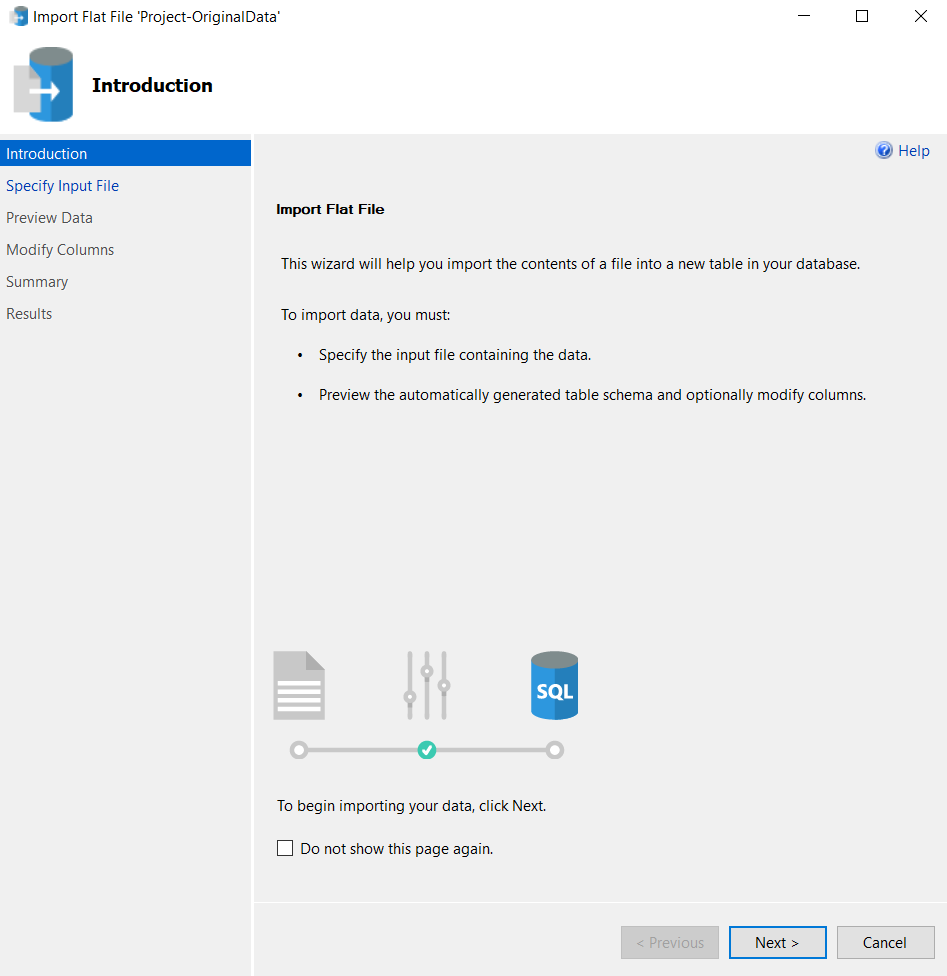 Import Flat File 'Project-OriginalData'
Introduction
Introduction
Specify Input File
Preview Data
Modify Columns
Summary
Results
Help
Import Flat File
This wizard will help you import the contents of a file into a new table in your database.
To import data, you must:
• Specify the input file containing the data.
• Preview the automatically generated table schema and optionally modify columns.
SQL
To begin importing your data, click Next.
Do not show this page again.
< Previous
Next >
Cancel